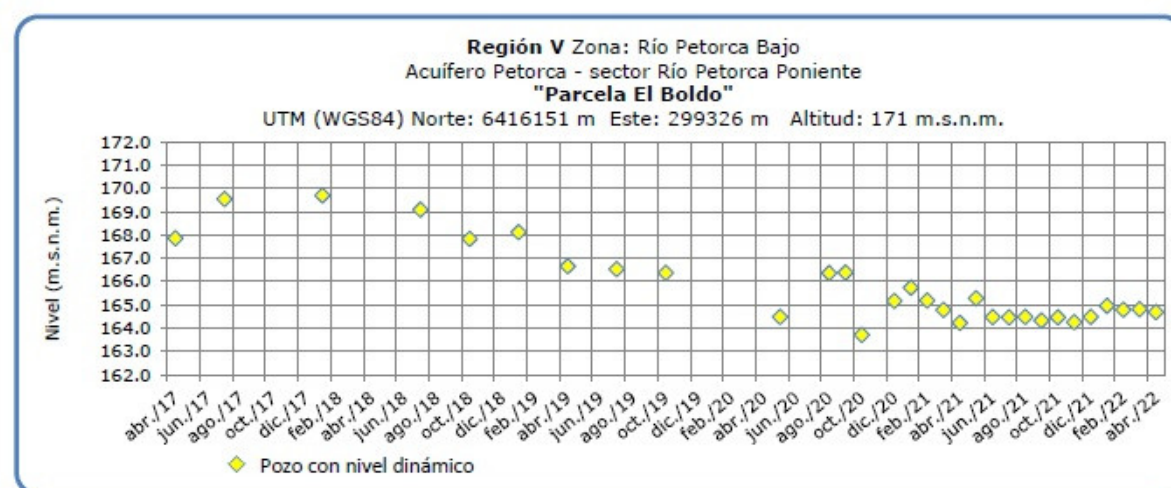 Región V Zona: Río Petorca Bajo
Acuífero Petorca - sector Río Petorca Poniente
"Parcela El Boldo"
UTM (WGS84) Norte: 6416151 m Este: 299326 m Altitud: 171 m.s.n.m.
Nivel (m.s.n.m.)
172.0
171.0
170.0
169.0
168.0
167.0
166.0
165.0
164.0
163.0
162.0
abr./17
jun./17
ago./17
oct./17
dic./17
feb./18
abr./18
jun./18
ago./18
oct./18
dic./18
feb./19
abr./19
jun./19
ago./19
oct./19
dic./19
feb./20
abr./20
jun./20
ago./20
oct./20
dic./20
feb./21
abr./21
jun./21
ago./21
oct./21
dic./21
feb./22
abr./22
Pozo con nivel dinámico